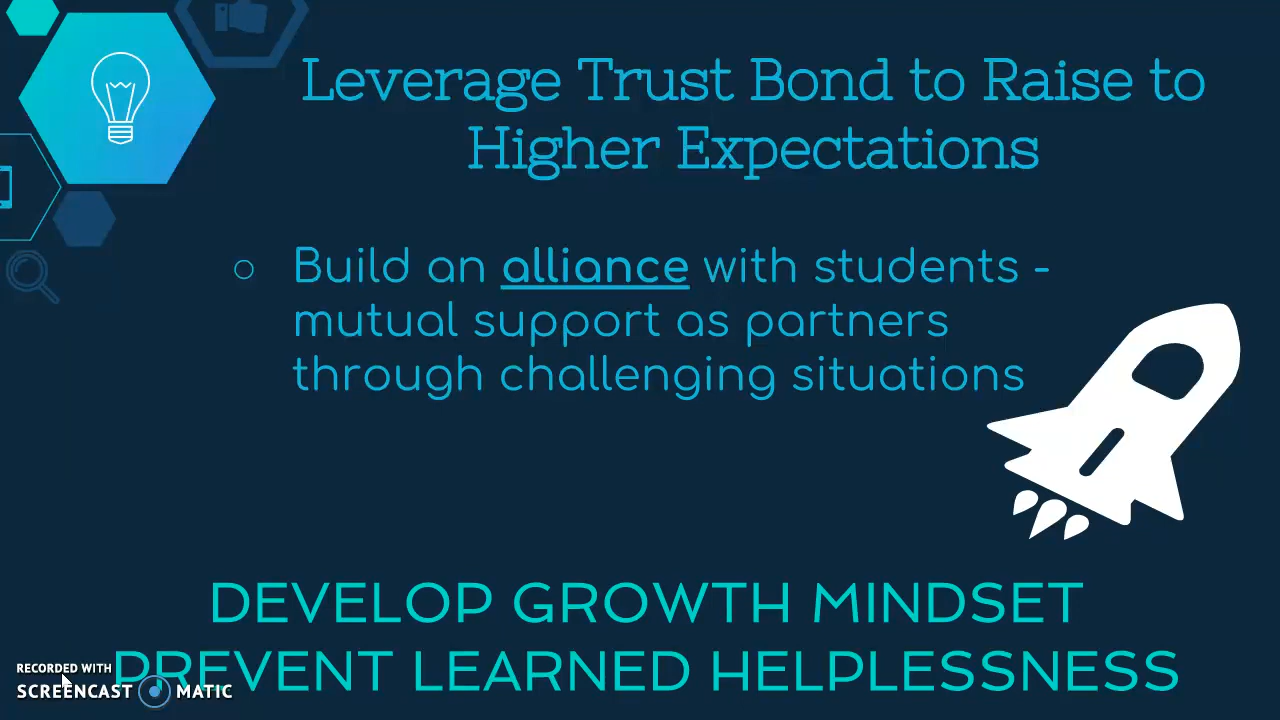 Leverage Trust Bond to Raise to
Higher Expectations
○ Build an alliance with students -
mutual support as partners
through challenging situations
DEVELOP GROWTH MINDSET
PREVENT LEARNED HELPLESSNESS
RECORDED WITH
SCREENCAST MATIC